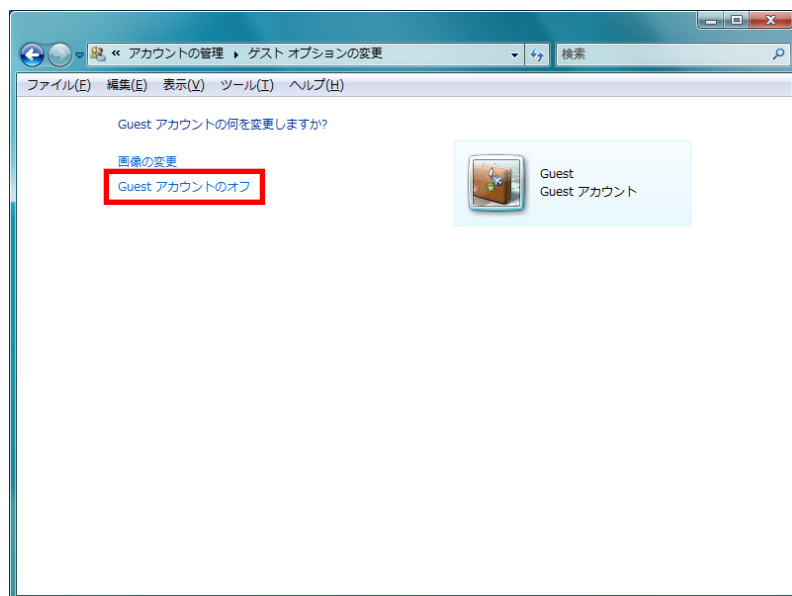 « アカウントの管理 ▸ ゲスト オプションの変更
検索
ファイル(F) 編集(E) 表示(V) ツール(T) ヘルプ(H)
Guest アカウントの何を変更しますか?
画像の変更
Guest アカウントのオフ
Guest
Guest アカウント